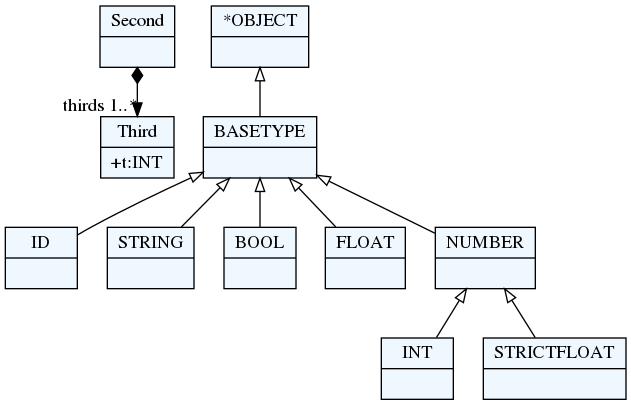 Second
*OBJECT
thirds 1..*
Third
+t:INT
BASETYPE
ID
STRING
BOOL
FLOAT
NUMBER
INT
STRICTFLOAT